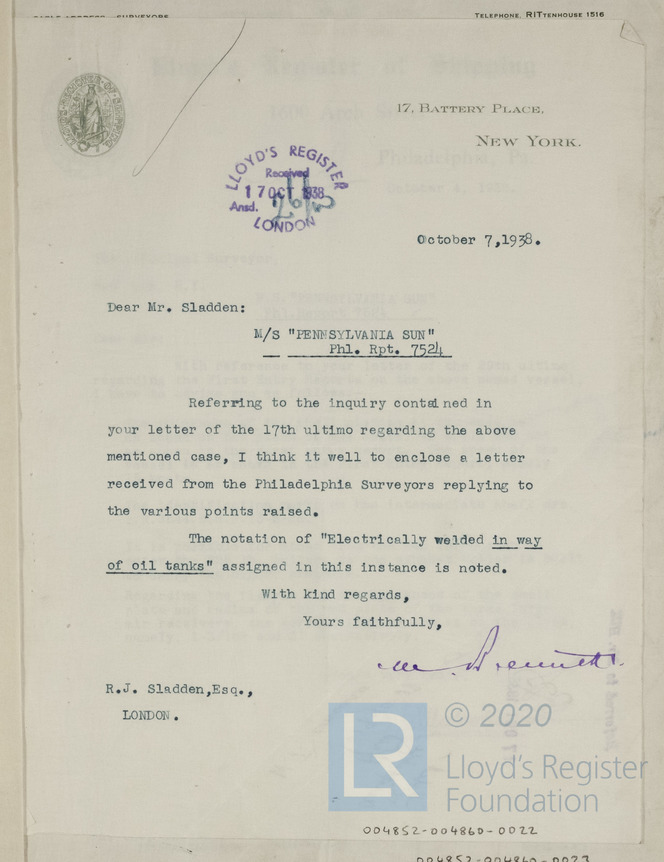 TELEPHONE, RITTENHOUSE 1516
17, BATTERY PLACE,
NEW YORK.
LLOYD'S REGISTER
Received
17 OCT 1938
Ansd.
LONDON
October 7,1938.
Dear Mr. Sladden:
M/S "PENNSYLVANIA SUN"
Phl. Rpt. 7524
Referring to the inquiry contained in
your letter of the 17th ultimo regarding the above
mentioned case, I think it well to enclose a letter
received from the Philadelphia Surveyors replying to
the various points raised.
The notation of "Electrically welded in way
of oil tanks" assigned in this instance is noted.
With kind regards,
Yours faithfully,
R.J. Sladden,Esq.,
LONDON.
LR
© 2020
Lloyd's Register
Foundation
004852-004860-0022
004852-004860-0023